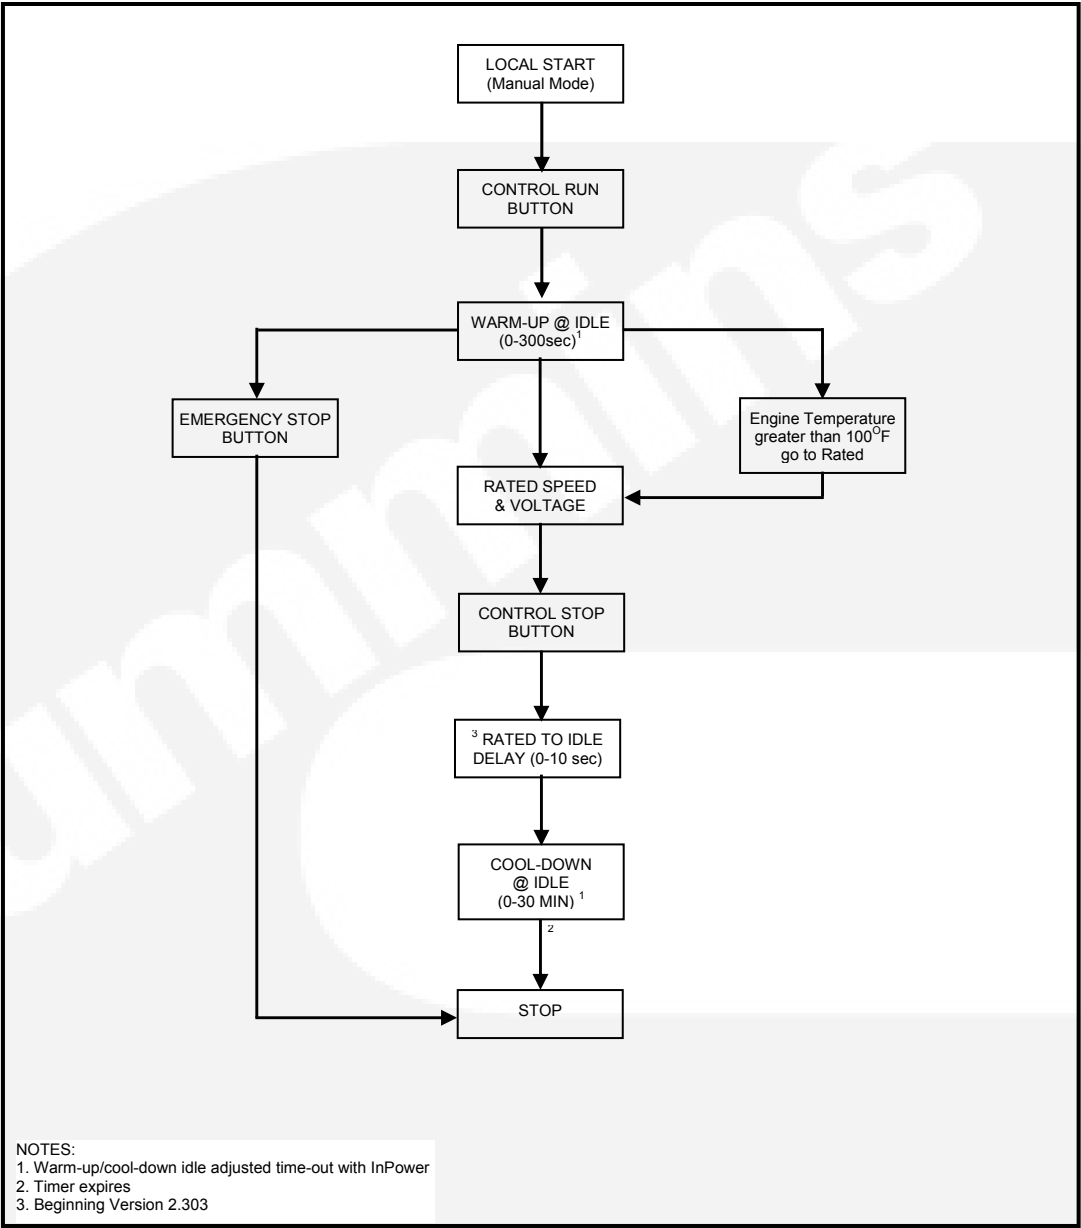 LOCAL START
(Manual Mode)
CONTROL RUN
BUTTON
WARM-UP @ IDLE
(0-300sec)1
EMERGENCY STOP
BUTTON
Engine Temperature
greater than 100OF
go to Rated
RATED SPEED
& VOLTAGE
CONTROL STOP
BUTTON
3 RATED TO IDLE
DELAY (0-10 sec)
COOL-DOWN
@ IDLE
(0-30 MIN) 1
2
STOP
NOTES:
1. Warm-up/cool-down idle adjusted time-out with InPower
2. Timer expires
3. Beginning Version 2.303
ummins